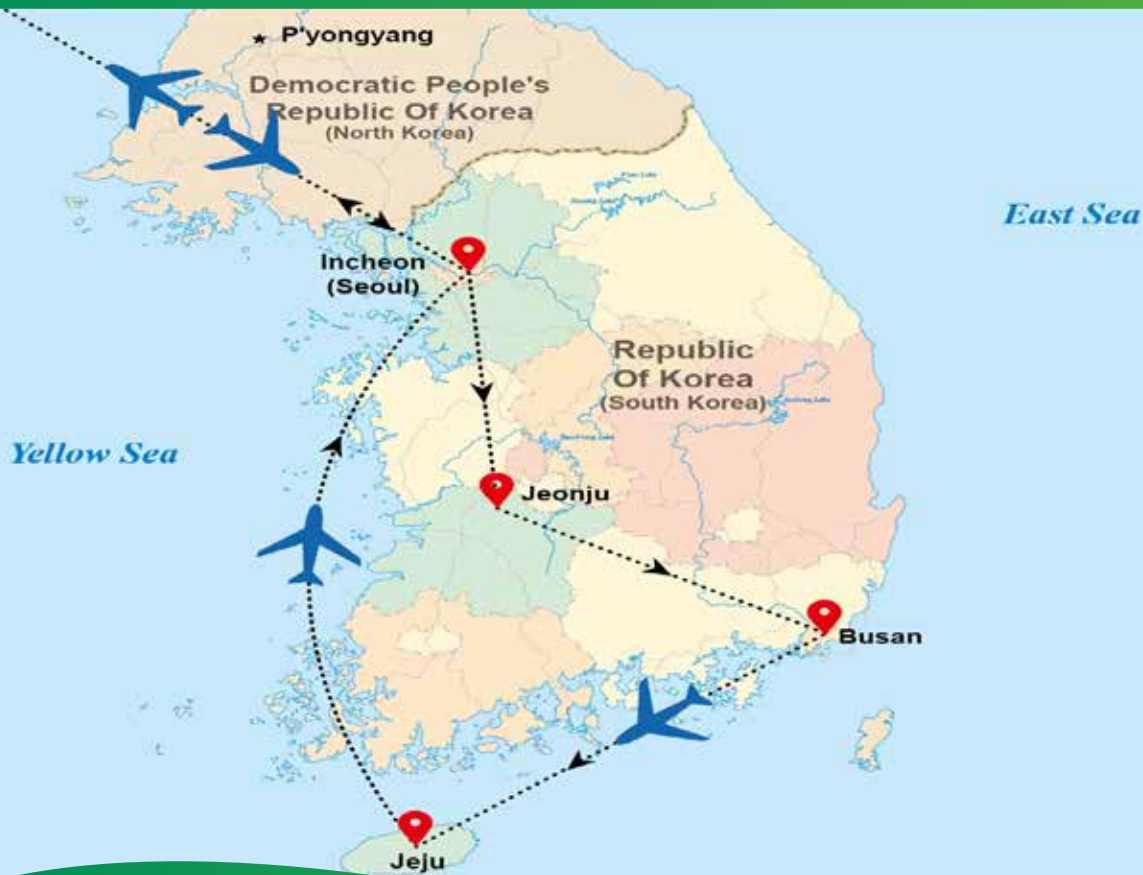 P'yongyang
Democratic People's
Republic Of Korea
(North Korea)
East Sea
Incheon
(Seoul)
Republic
Of Korea
(South Korea)
Yellow Sea
Jeonju
Busan
Jeju